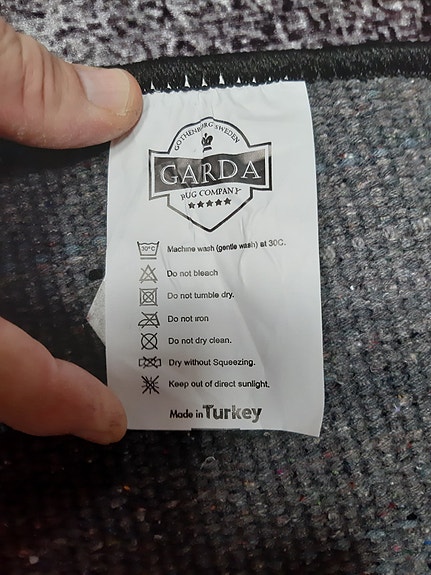 GOTHENBURG SWEDEN
GARDA
RUG COMPANY
30°C Machine wash (gentle wash) at 30C.
Do not bleach
Do not tumble dry.
Do not iron
Do not dry clean.
Dry without Squeezing.
Keep out of direct sunlight.
Made in Turkey